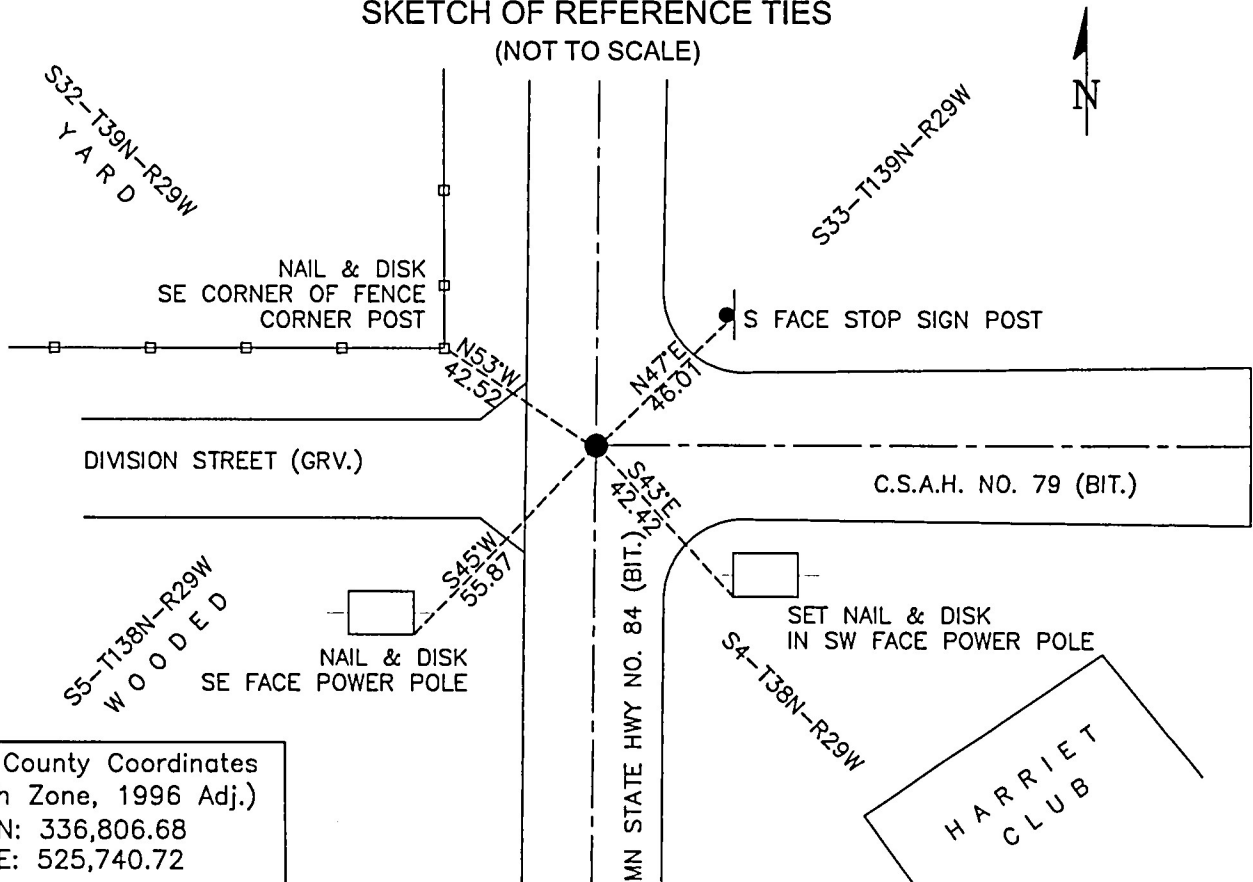 SKETCH OF REFERENCE TIES
(NOT TO SCALE)
N
S32-T39N-R29W
YARD
S33-T139N-R29W
NAIL & DISK
SE CORNER OF FENCE
CORNER POST
S FACE STOP SIGN POST
N53°W
42.52
N47°E
46.01
DIVISION STREET (GRV.)
C.S.A.H. NO. 79 (BIT.)
S43°E
42.42
S45°W
55.87
S5-T138N-R29W
WOODED
NAIL & DISK
SE FACE POWER POLE
SET NAIL & DISK
IN SW FACE POWER POLE
MN STATE HWY NO. 84 (BIT.)
S4-T38N-R29W
HARRIET
CLUB
County Coordinates
Zone, 1996 Adj.)
N: 336,806.68
E: 525,740.72